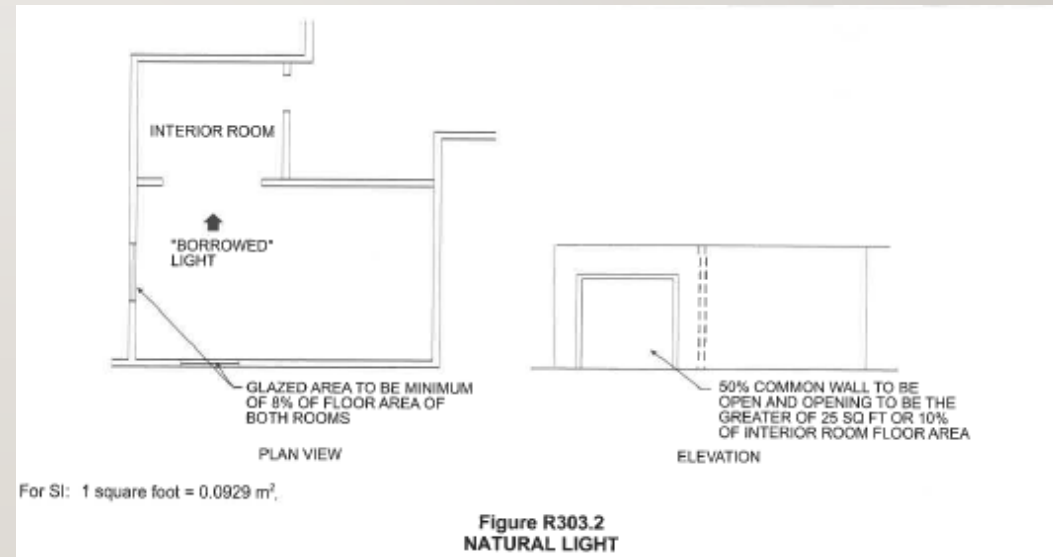 INTERIOR ROOM
"BORROWED"
LIGHT
GLAZED AREA TO BE MINIMUM
OF 8% OF FLOOR AREA OF
BOTH ROOMS
PLAN VIEW
50% COMMON WALL TO BE
OPEN AND OPENING TO BE THE
GREATER OF 25 SQ FT OR 10%
OF INTERIOR ROOM FLOOR AREA
ELEVATION
For SI: 1 square foot = 0.0929 m².
Figure R303.2
NATURAL LIGHT